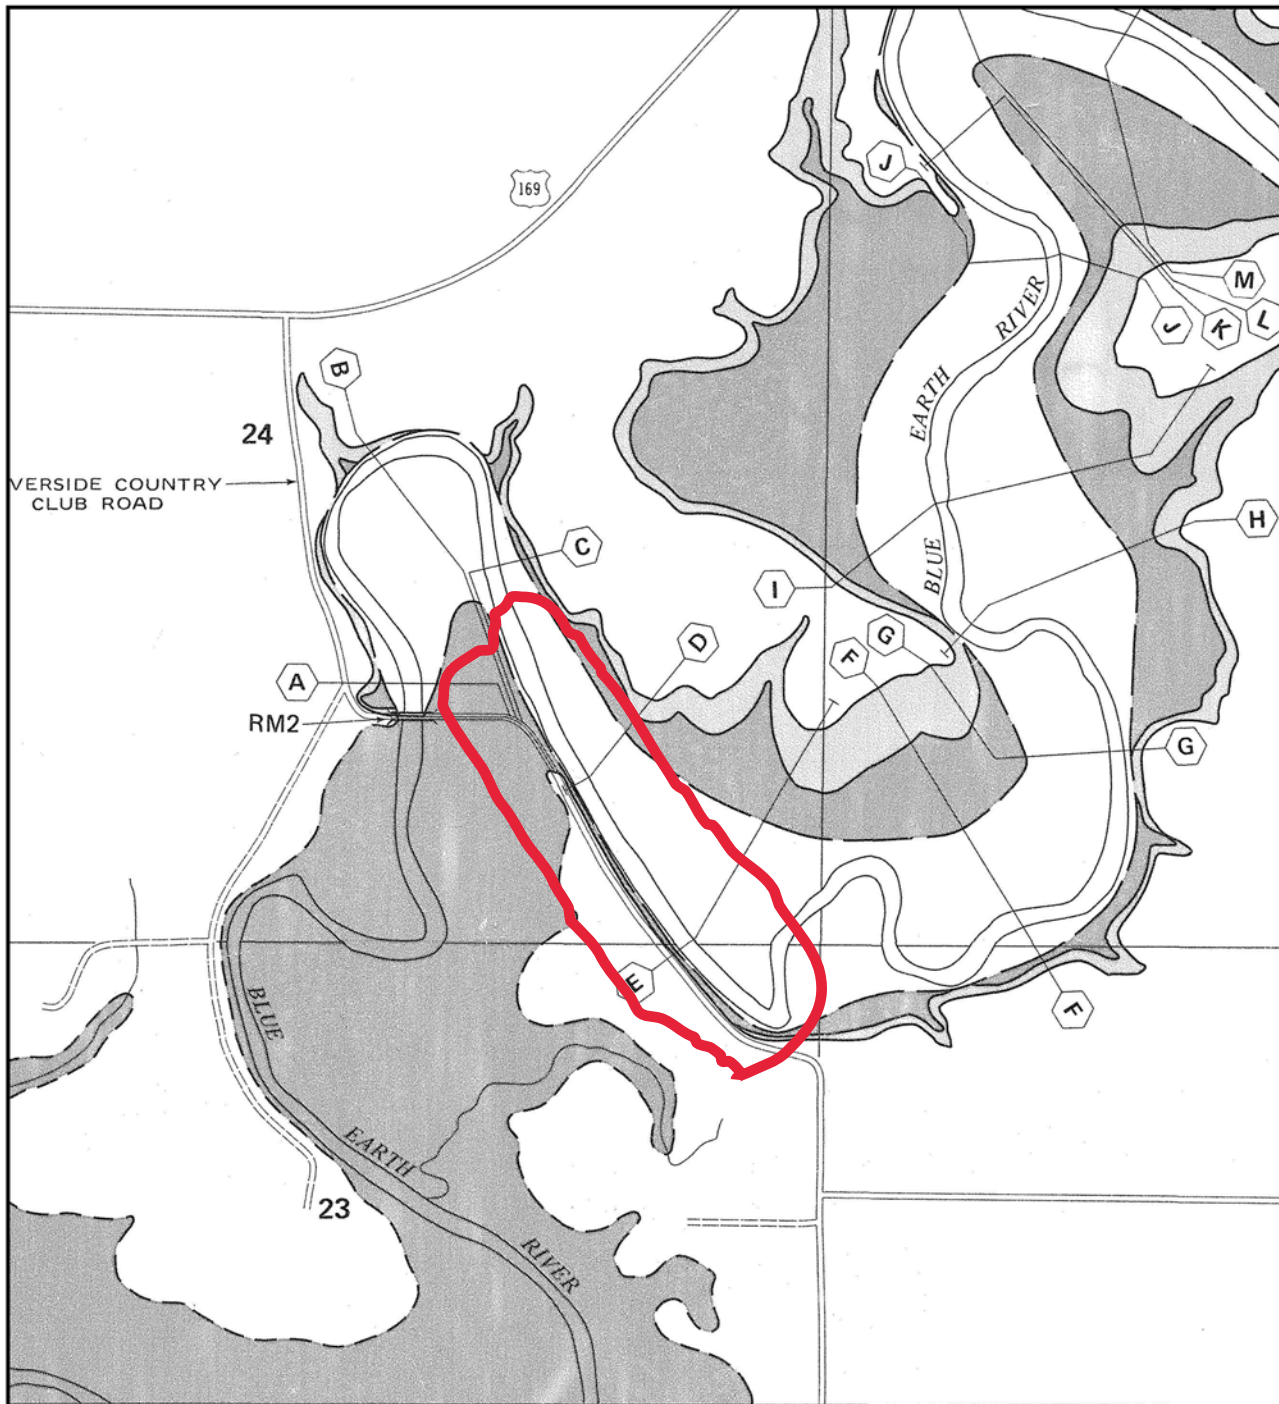 J
169
M
J
K
L
RIVER
EARTH
BLUE
B
24
VERSIDE COUNTRY
CLUB ROAD
C
H
I
G
F
D
A
RM2
G
E
F
BLUE
EARTH
RIVER
23